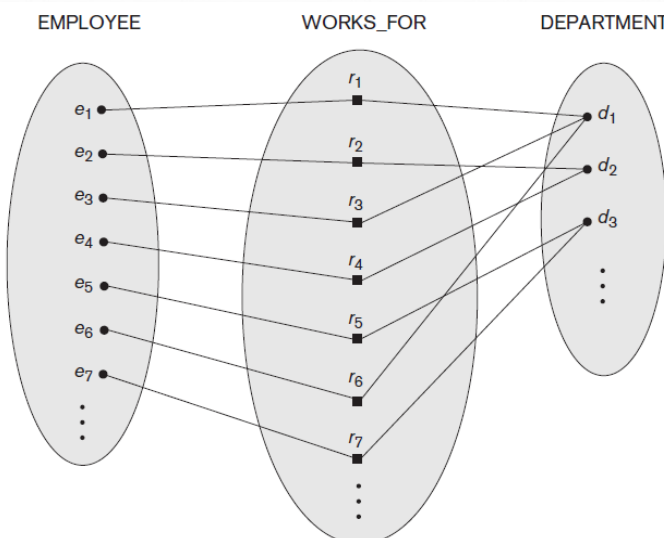 EMPLOYEE
WORKS_FOR
DEPARTMENT
e1
e2
e3
e4
e5
e6
e7
r1
r2
r3
r4
r5
r6
r7
d1
d2
d3